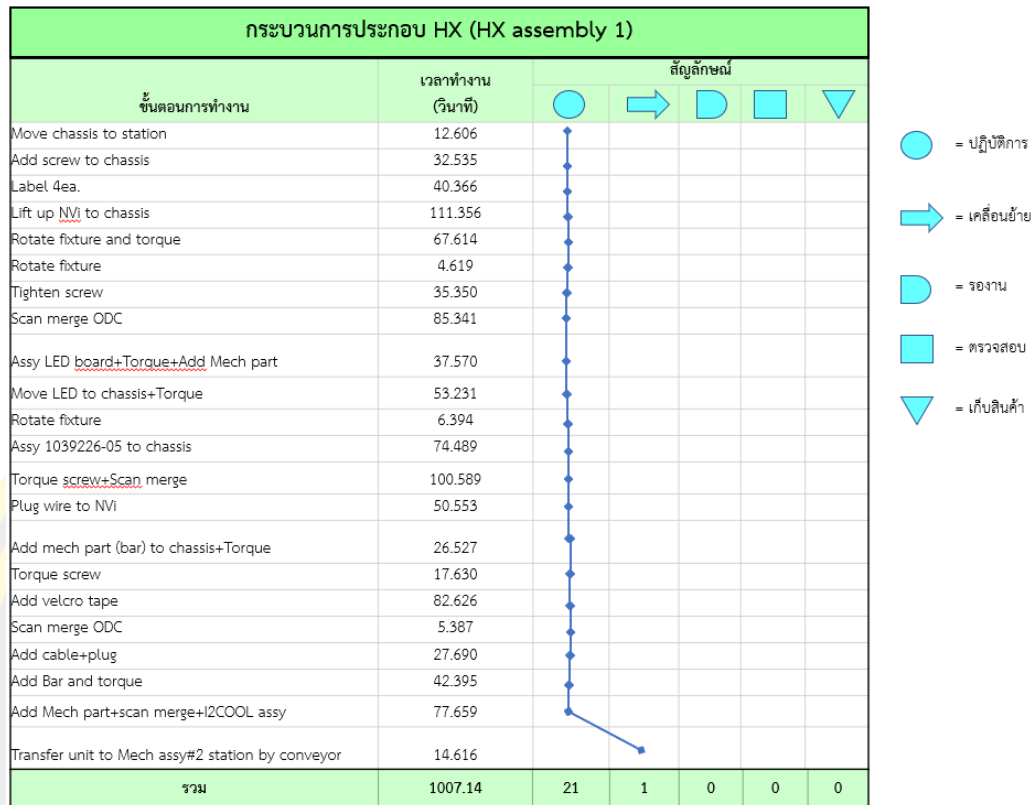 กระบวนการประกอบ HX (HX assembly 1)
ขั้นตอนการทำงาน เวลาทำงาน (วินาที) สัญลักษณ์
Move chassis to station 12.606
Add screw to chassis 32.535
Label 4ea. 40.366
Lift up NVi to chassis 111.356
Rotate fixture and torque 67.614
Rotate fixture 4.619
Tighten screw 35.350
Scan merge ODC 85.341
Assy LED board+Torque+Add Mech part 37.570
Move LED to chassis+Torque 53.231
Rotate fixture 6.394
Assy 1039226-05 to chassis 74.489
Torque screw+Scan merge 100.589
Plug wire to NVi 50.553
Add mech part (bar) to chassis+Torque 26.527
Torque screw 17.630
Add velcro tape 82.626
Scan merge ODC 5.387
Add cable+plug 27.690
Add Bar and torque 42.395
Add Mech part+scan merge+I2COOL assy 77.659
Transfer unit to Mech assy#2 station by conveyor 14.616
รวม 1007.14 21 1 0 0 0
= ปฏิบัติการ
= เคลื่อนย้าย
= รองาน
= ตรวจสอบ
= เก็บสินค้า